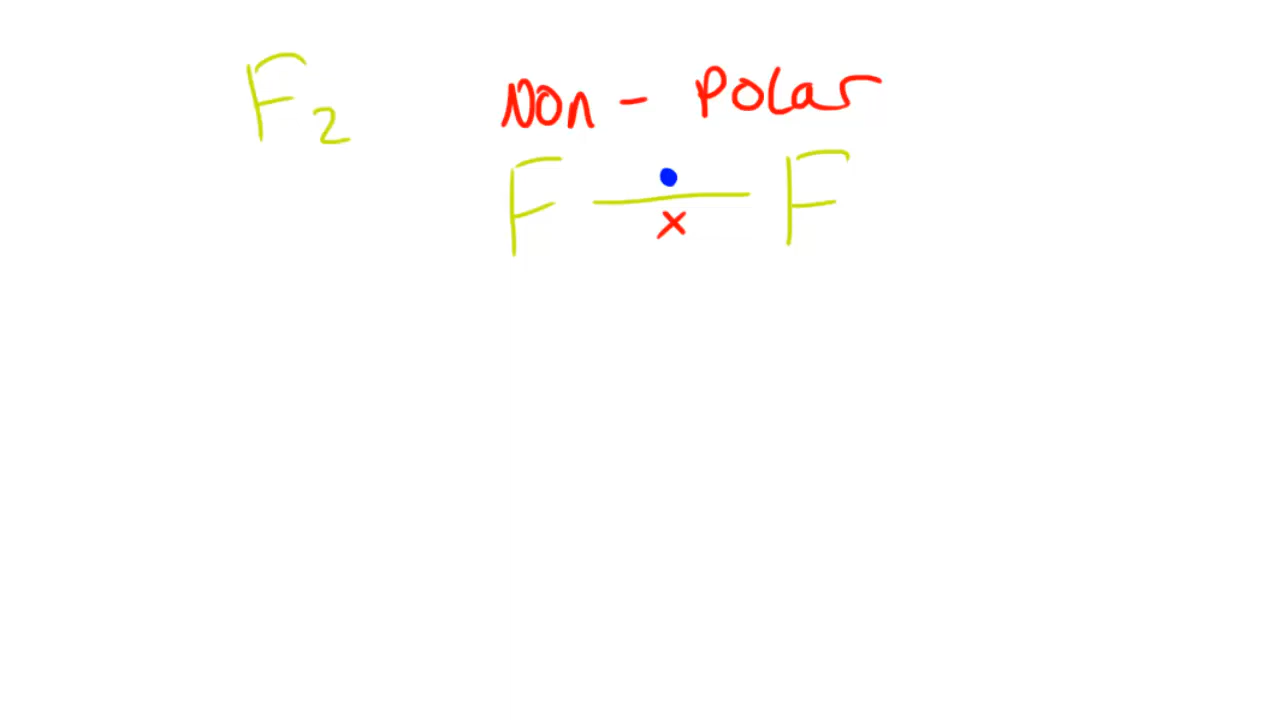 F2 Non - Polar
F — F